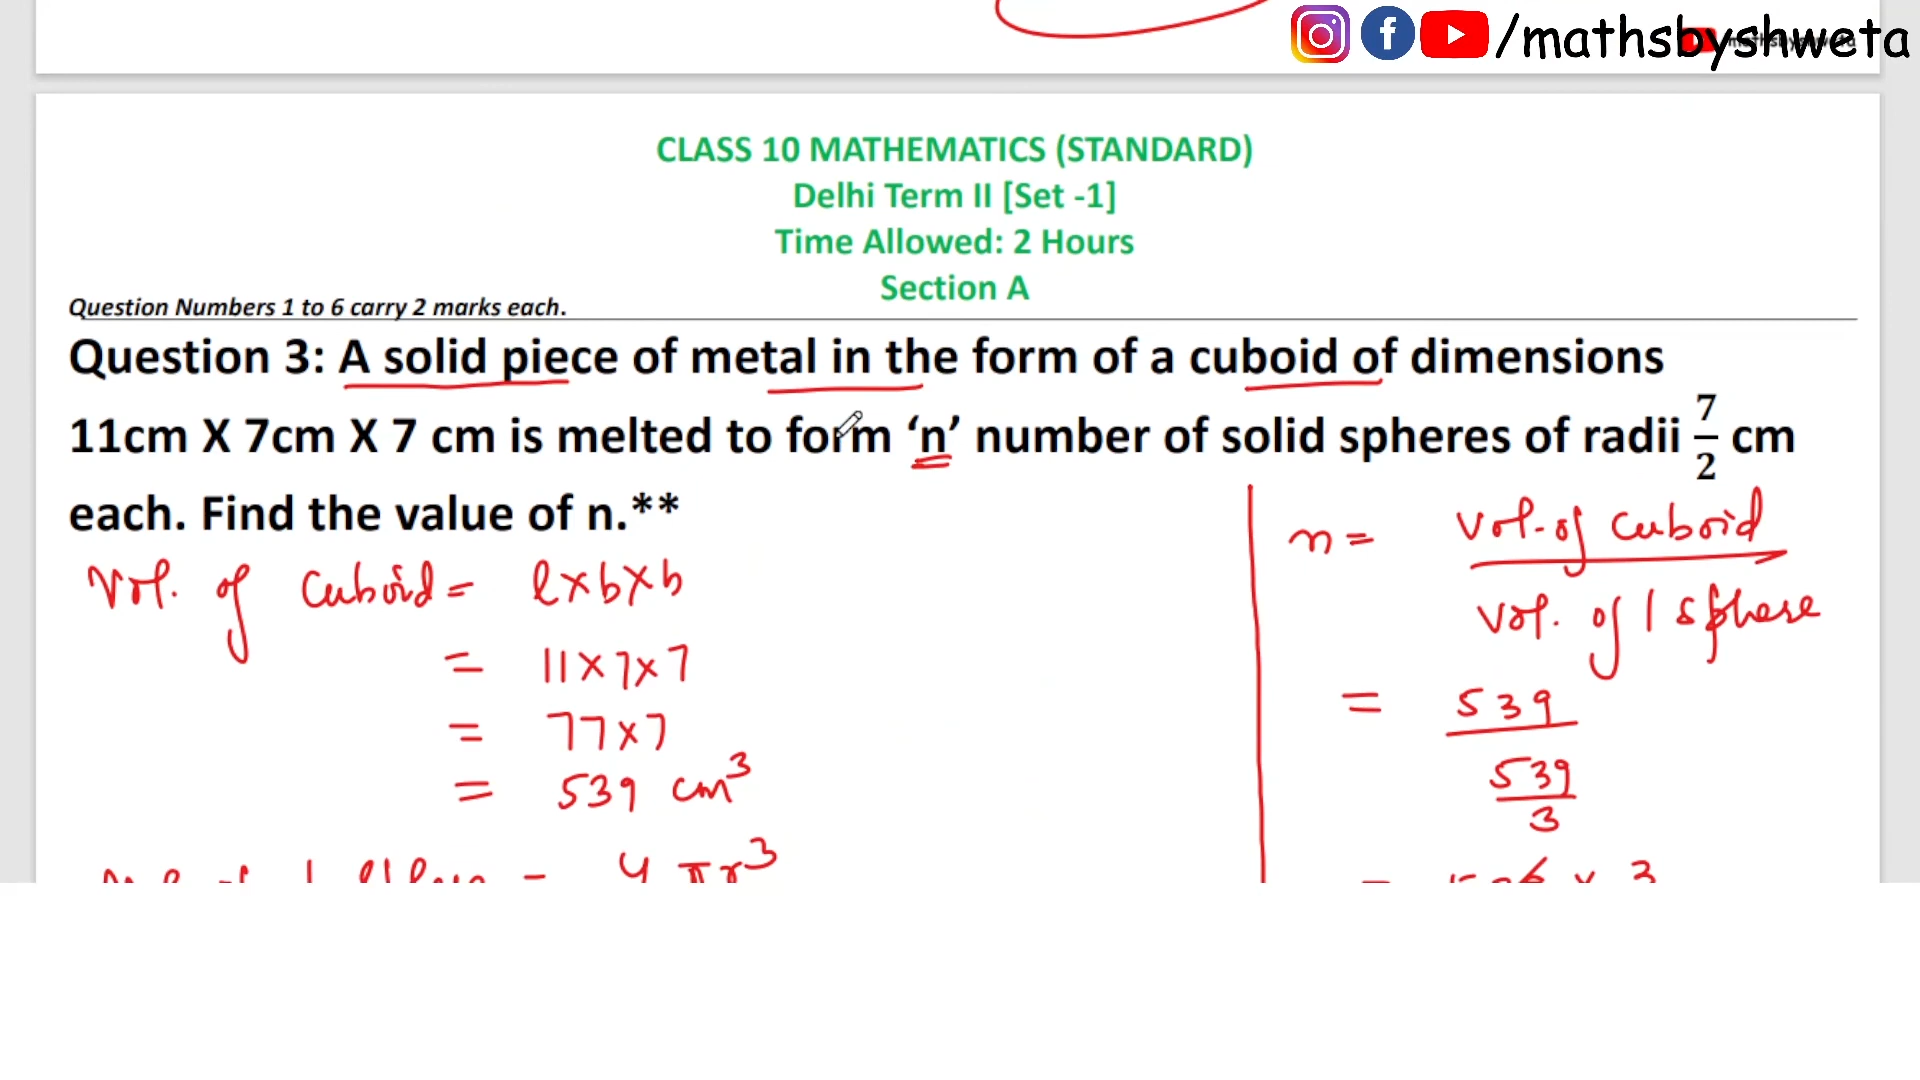 /mathsbyshweta
CLASS 10 MATHEMATICS (STANDARD)
Delhi Term II [Set -1]
Time Allowed: 2 Hours
Section A
Question Numbers 1 to 6 carry 2 marks each.
Question 3: A solid piece of metal in the form of a cuboid of dimensions
11cm X 7cm X 7 cm is melted to form ‘n’ number of solid spheres of radii 7/2 cm
each. Find the value of n.**
Vol. of Cuboid = l×b×h
= 11×7×7
= 77×7
= 539 cm³
4 πr³
n = Vol. of Cuboid / Vol. of 1 sphere
= 539 / 539/3